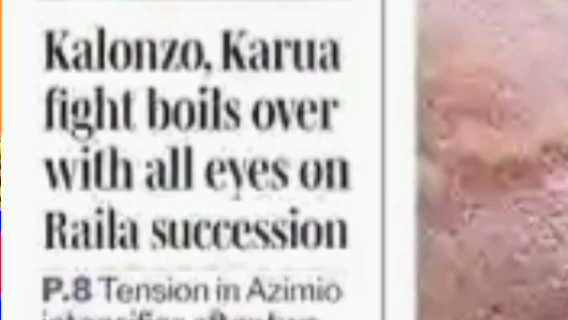 Kalonzo, Karua
fight boils over
with all eyes on
Raila succession
P.8 Tension in Azimio